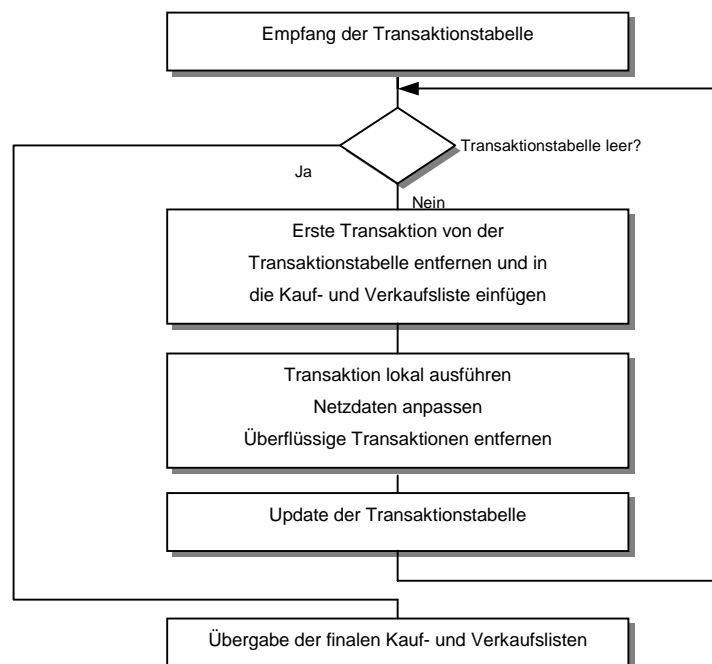 Empfang der Transaktionstabelle
Transaktionstabelle leer?
Ja
Nein
Erste Transaktion von der
Transaktionstabelle entfernen und in
die Kauf- und Verkaufsliste einfügen
Transaktion lokal ausführen
Netzdaten anpassen
Überflüssige Transaktionen entfernen
Update der Transaktionstabelle
Übergabe der finalen Kauf- und Verkaufslisten